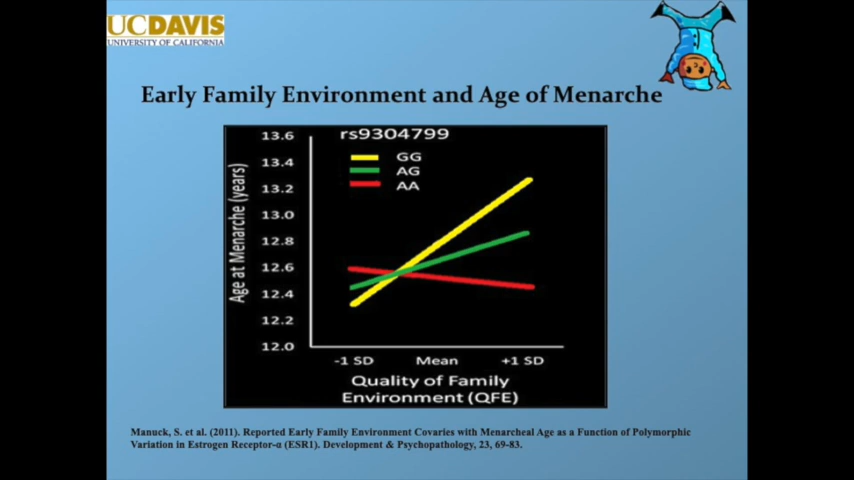 UCDAVIS
UNIVERSITY OF CALIFORNIA
Early Family Environment and Age of Menarche
rs9304799
GG
AG
AA
Age at Menarche (years)
13.6
13.4
13.2
13.0
12.8
12.6
12.4
12.2
12.0
-1 SD Mean +1 SD
Quality of Family
Environment (QFE)
Manuck, S. et al. (2011). Reported Early Family Environment Covaries with Menarcheal Age as a Function of Polymorphic
Variation in Estrogen Receptor-α (ESR1). Development & Psychopathology, 23, 69-83.